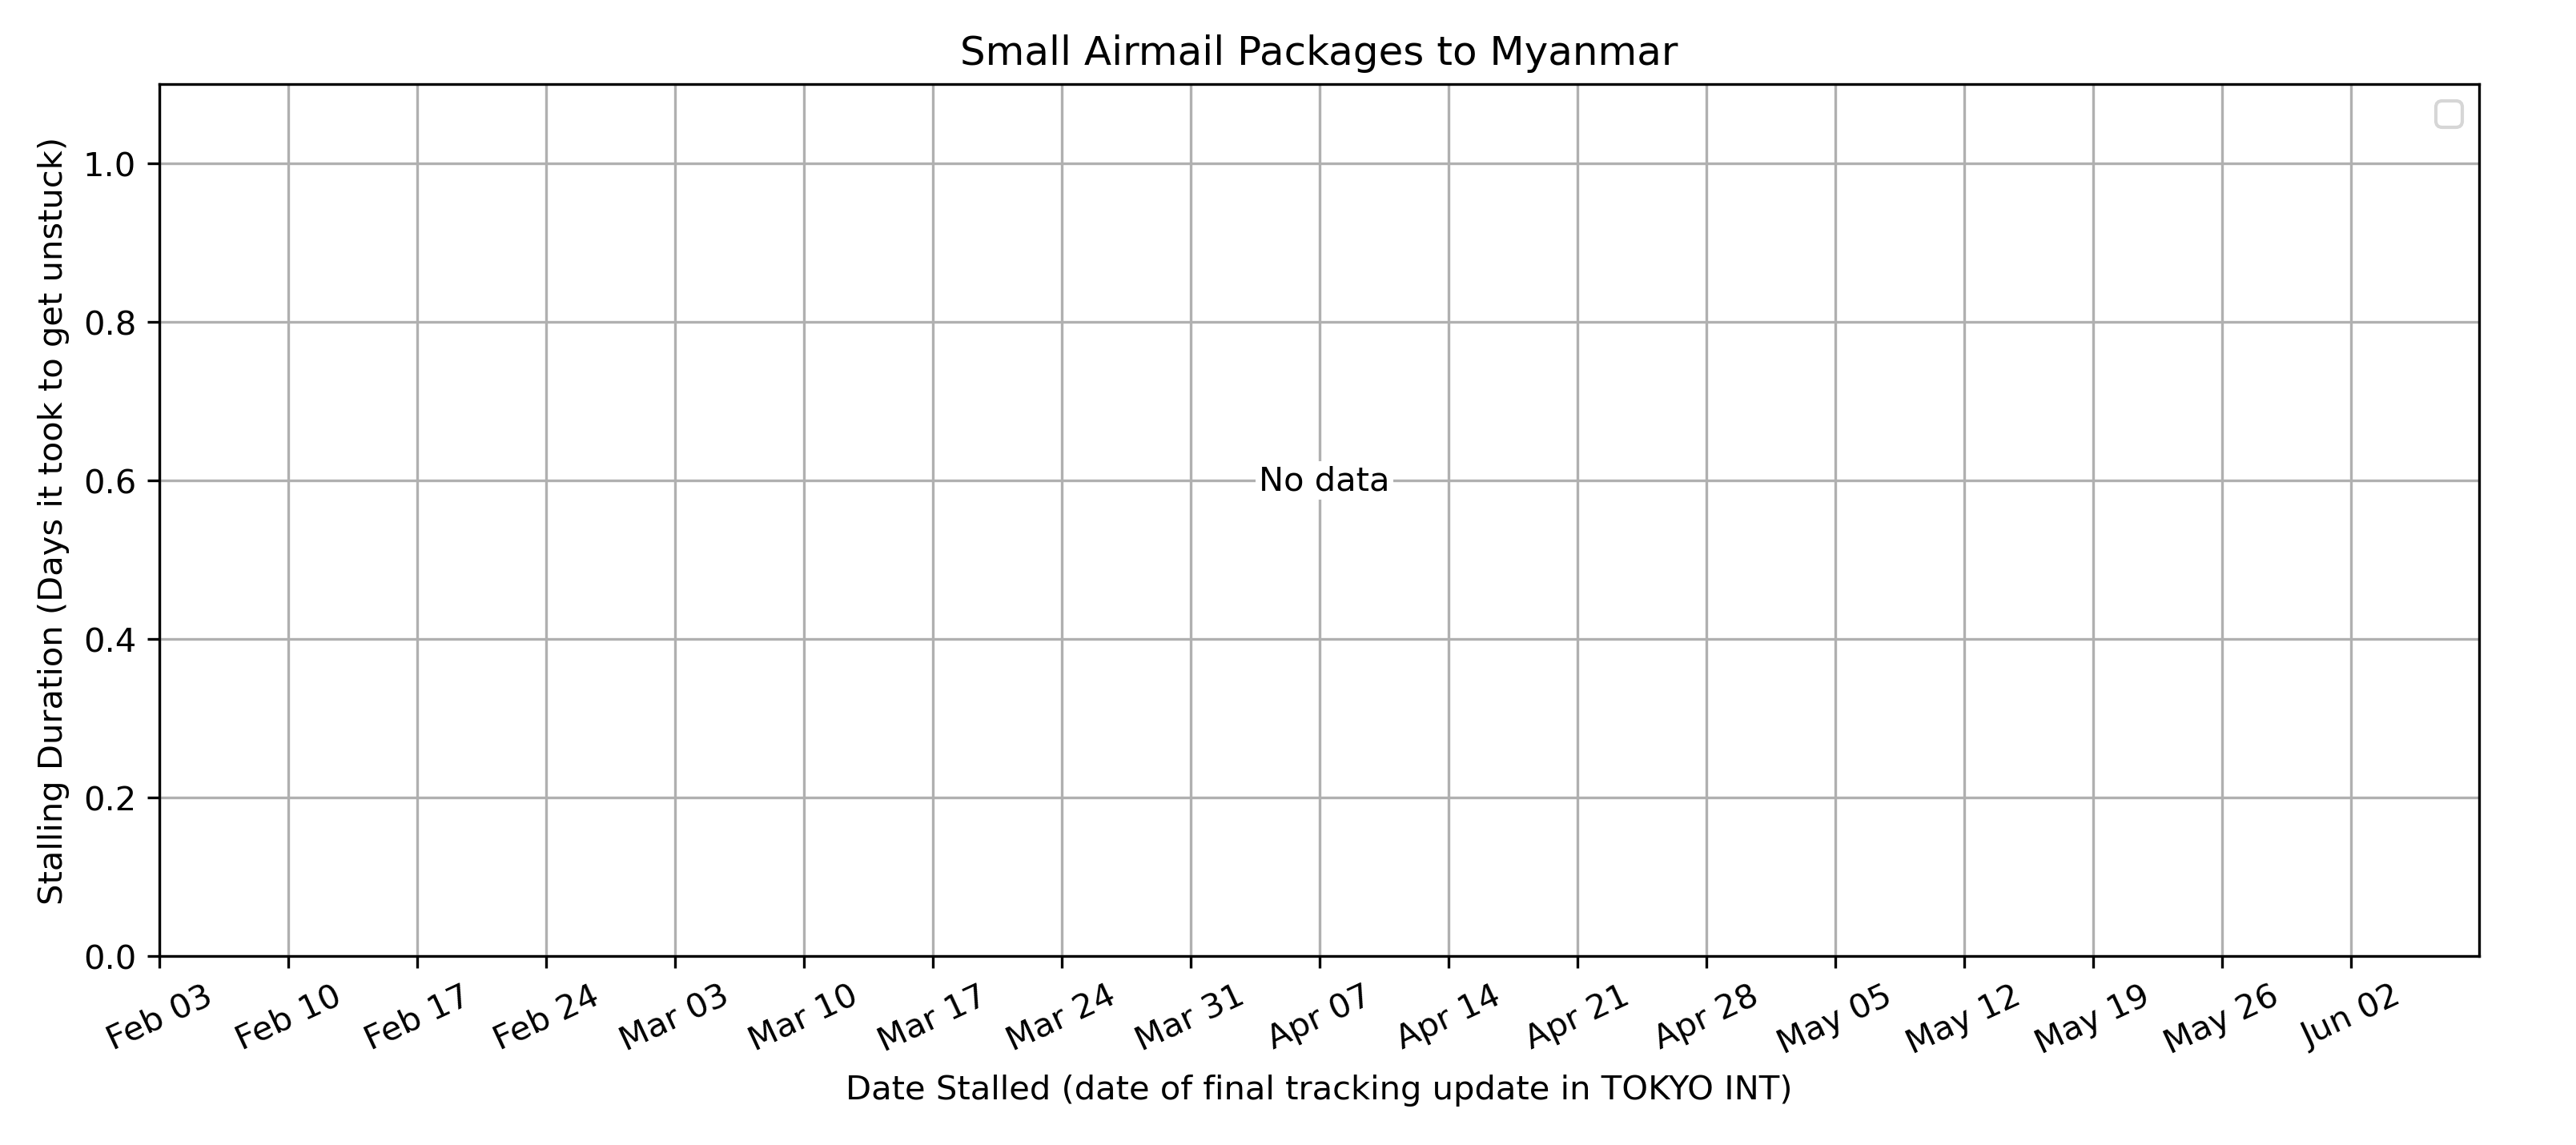 Small Airmail Packages to Myanmar
Stalling Duration (Days it took to get unstuck)
1.0
0.8
0.6
0.4
0.2
0.0
No data
Feb 03
Feb 10
Feb 17
Feb 24
Mar 03
Mar 10
Mar 17
Mar 24
Mar 31
Apr 07
Apr 14
Apr 21
Apr 28
May 05
May 12
May 19
May 26
Jun 02
Date Stalled (date of final tracking update in TOKYO INT)